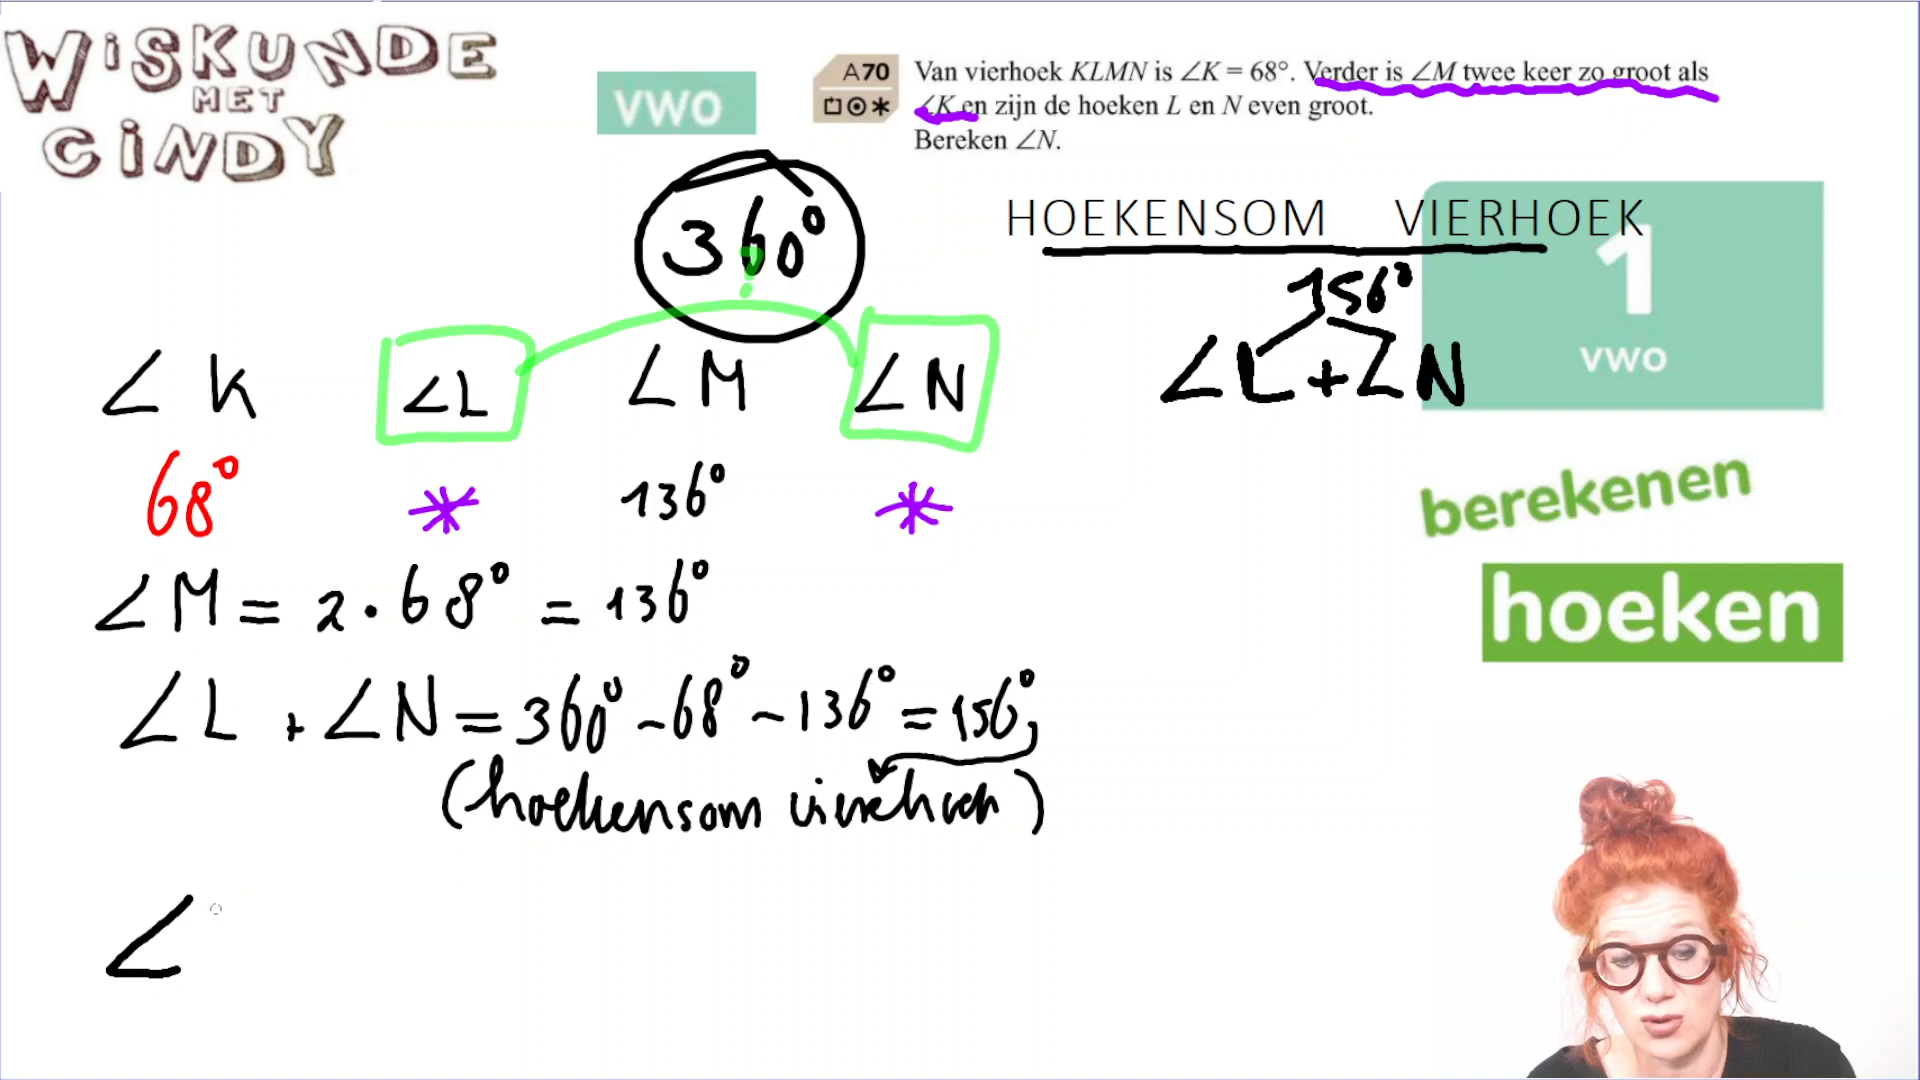 WiSKUNDE
MET
CiNDY
vwo
A70
Van vierhoek KLMN is ∠K = 68°. Verder is ∠M twee keer zo groot als
∠K en zijn de hoeken L en N even groot.
Bereken ∠N.
HOEKENSOM VIERHOEK
360°
1
vwo
156°
∠L + ∠N
∠K ∠L ∠M ∠N
68° * 136° *
berekenen
hoeken
∠M = 2 · 68° = 136°
∠L + ∠N = 360° - 68° - 136° = 156°,
(hoekensom vierhoek)
∠